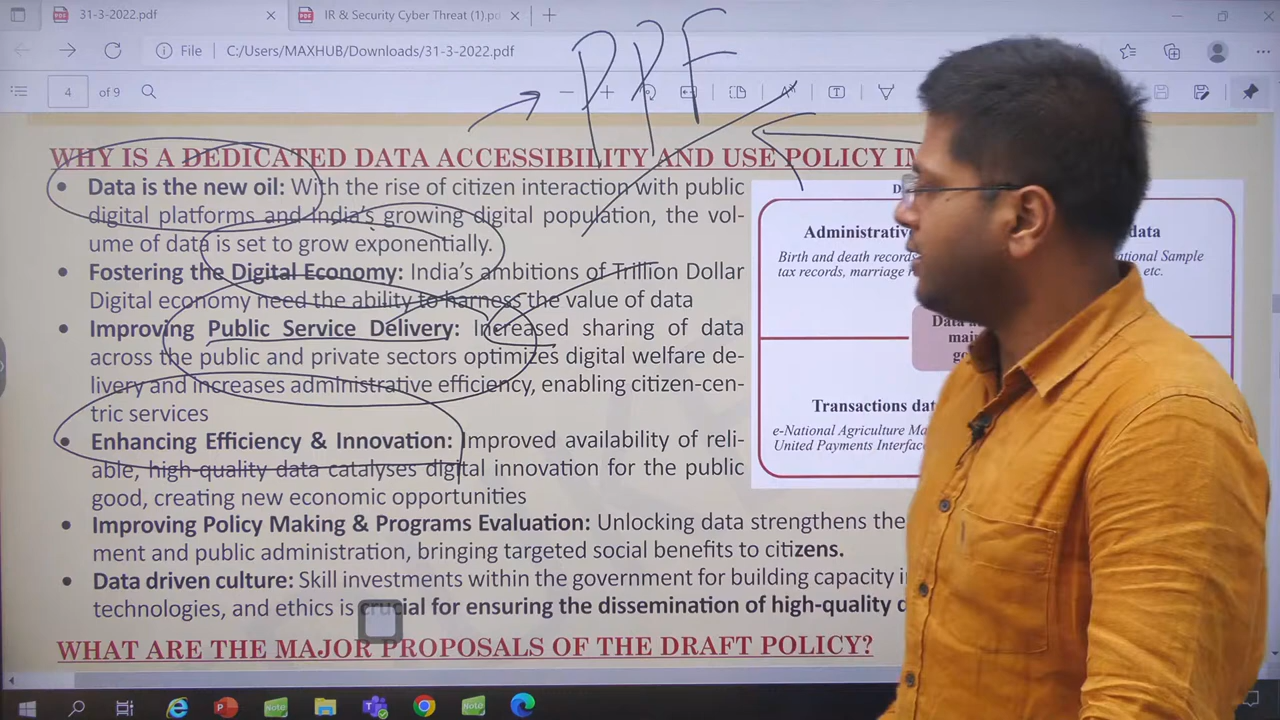 31-3-2022.pdf
IR & Security Cyber Threat (1).pd
File C:/Users/MAXHUB/Downloads/31-3-2022.pdf
4 of 9
PPF
WHY IS A DEDICATED DATA ACCESSIBILITY AND USE POLICY IM
• Data is the new oil: With the rise of citizen interaction with public
digital platforms and India's growing digital population, the vol-
ume of data is set to grow exponentially.
• Fostering the Digital Economy: India's ambitions of Trillion Dollar
Digital economy need the ability to harness the value of data
• Improving Public Service Delivery: Increased sharing of data
across the public and private sectors optimizes digital welfare de-
livery and increases administrative efficiency, enabling citizen-cen-
tric services
• Enhancing Efficiency & Innovation: Improved availability of reli-
able, high-quality data catalyses digital innovation for the public
good, creating new economic opportunities
• Improving Policy Making & Programs Evaluation: Unlocking data strengthens the
ment and public administration, bringing targeted social benefits to citizens.
• Data driven culture: Skill investments within the government for building capacity i
technologies, and ethics is crucial for ensuring the dissemination of high-quality d
WHAT ARE THE MAJOR PROPOSALS OF THE DRAFT POLICY?
Administrative
Birth and death records
tax records, marriage
data
ational Sample
etc.
Data
main
go
Transactions dat
e-National Agriculture Ma
United Payments Interfac
Note
Note